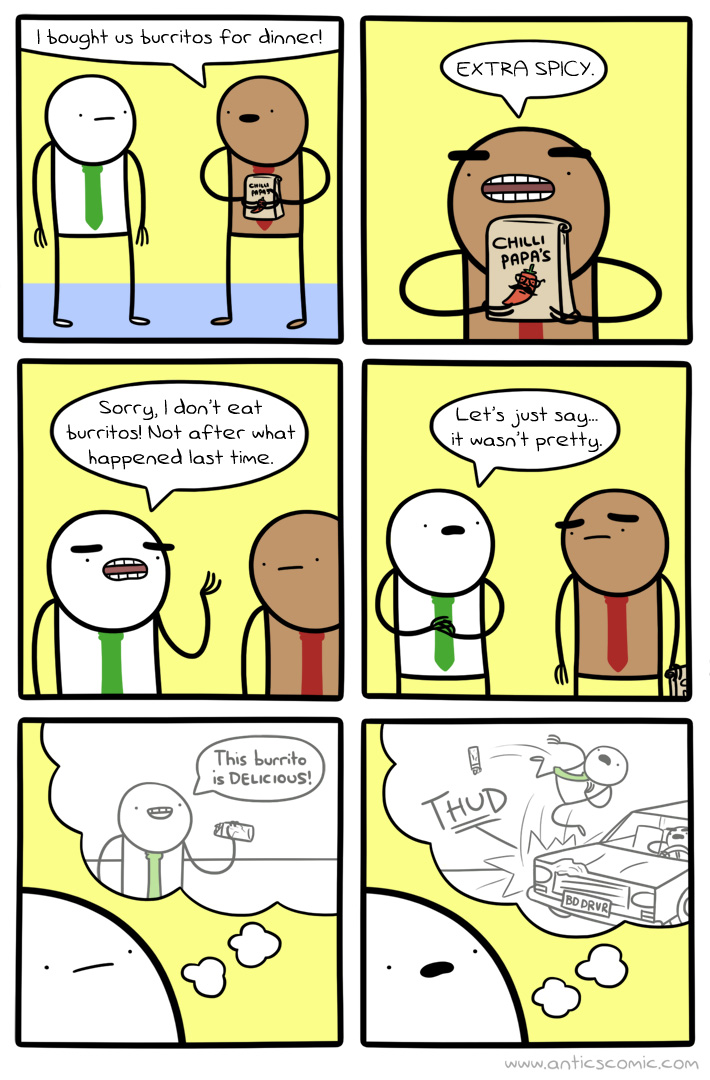 I bought us burritos for dinner!
CHILLI
PAPA'S
EXTRA SPICY.
CHILLI
PAPA'S
Sorry, I don't eat
burritos! Not after what
happened last time.
Let's just say...
it wasn't pretty.
This burrito
is DELICIOUS!
THUD
BD DRVR
www.anticscomic.com